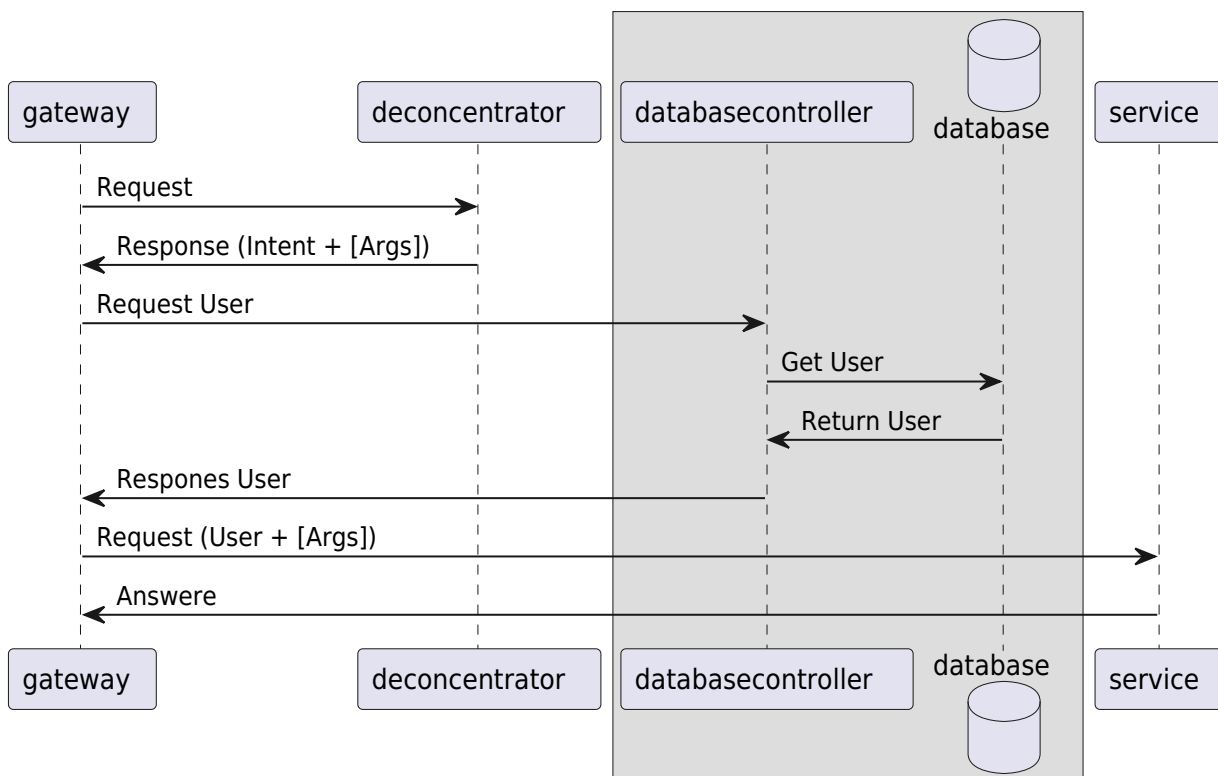 gateway
deconcentrator
databasecontroller
database
service
Request
Response (Intent + [Args])
Request User
Get User
Return User
Respones User
Request (User + [Args])
Answere
gateway
deconcentrator
databasecontroller
database
service